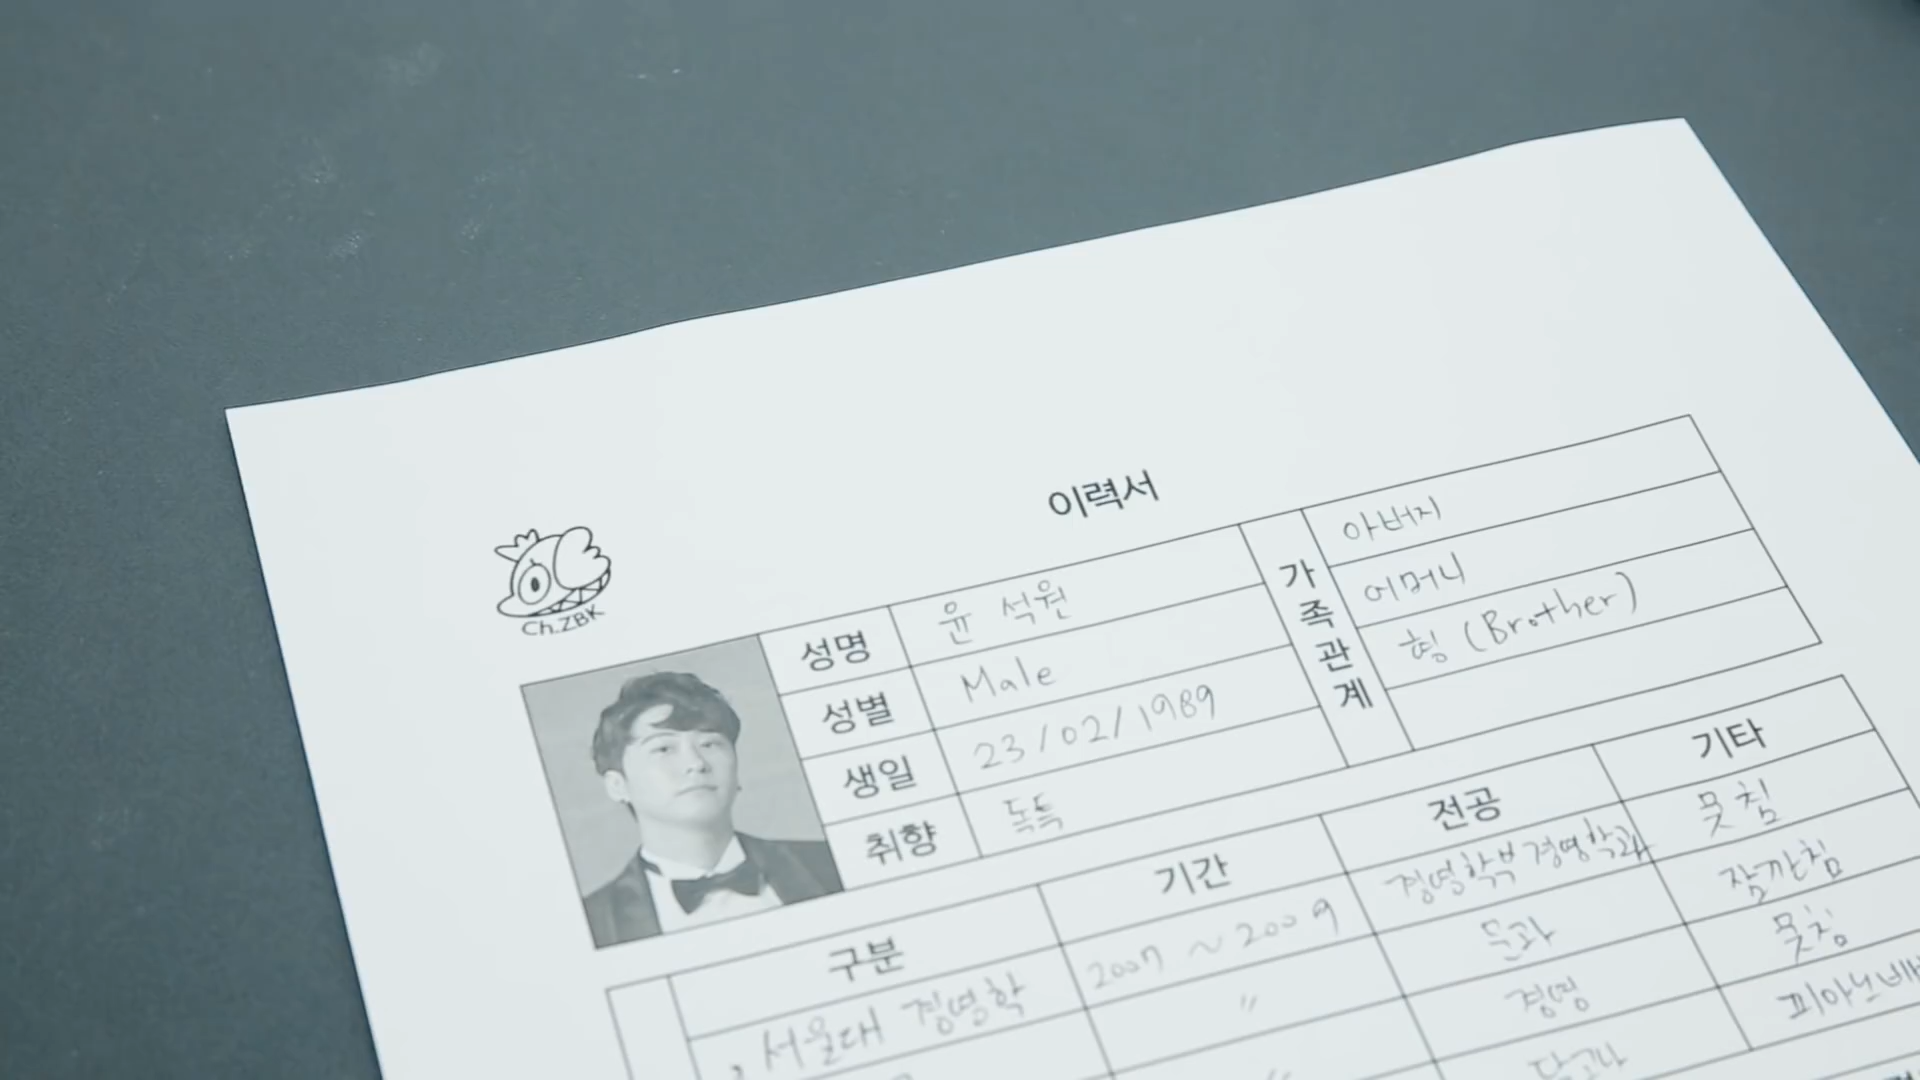 이력서
Ch.ZBK
성명 윤 석원
성별 Male
생일 23/02/1989
취향 독특
가족관계
아버지
어머니
형 (Brother)
구분 기간 전공 기타
서울대 경영학 2007 ~ 2009 경영학부 경영학과 못침
〃 문과 잠깐침
〃 경영 못침
피아노